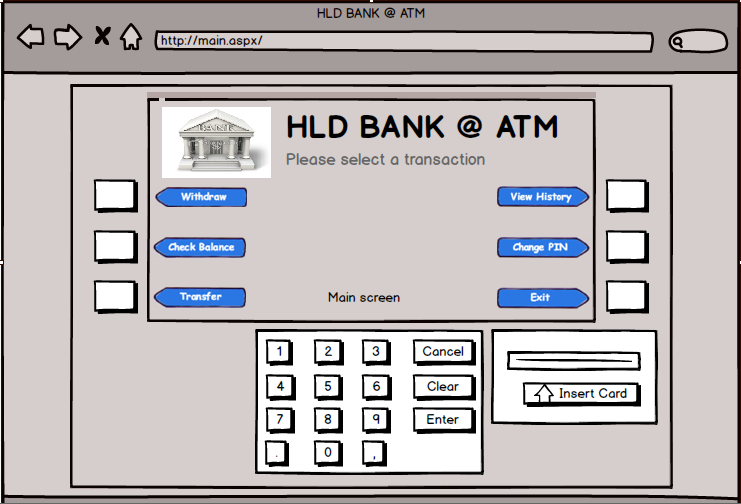 HLD BANK @ ATM
http://main.aspx/
BANK
HLD BANK @ ATM
Please select a transaction
Withdraw
View History
Check Balance
Change PIN
Transfer
Main screen
Exit
1 2 3 Cancel
4 5 6 Clear
Insert Card
7 8 9 Enter
. 0 ,